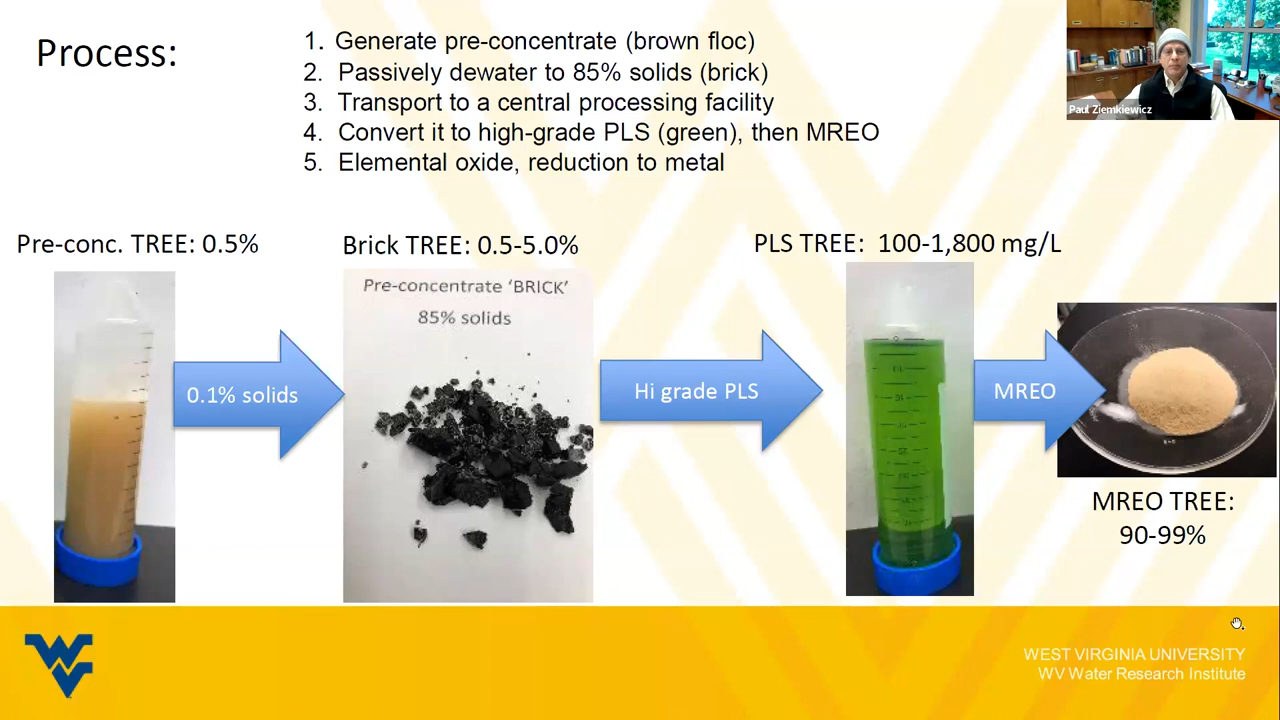 Process:
1. Generate pre-concentrate (brown floc)
2. Passively dewater to 85% solids (brick)
3. Transport to a central processing facility
4. Convert it to high-grade PLS (green), then MREO
5. Elemental oxide, reduction to metal
Paul Ziemkiewicz
Pre-conc. TREE: 0.5%
Brick TREE: 0.5-5.0%
PLS TREE: 100-1,800 mg/L
Pre-concentrate 'BRICK'
85% solids
0.1% solids
Hi grade PLS
MREO
MREO TREE:
90-99%
WV
WEST VIRGINIA UNIVERSITY
WV Water Research Institute